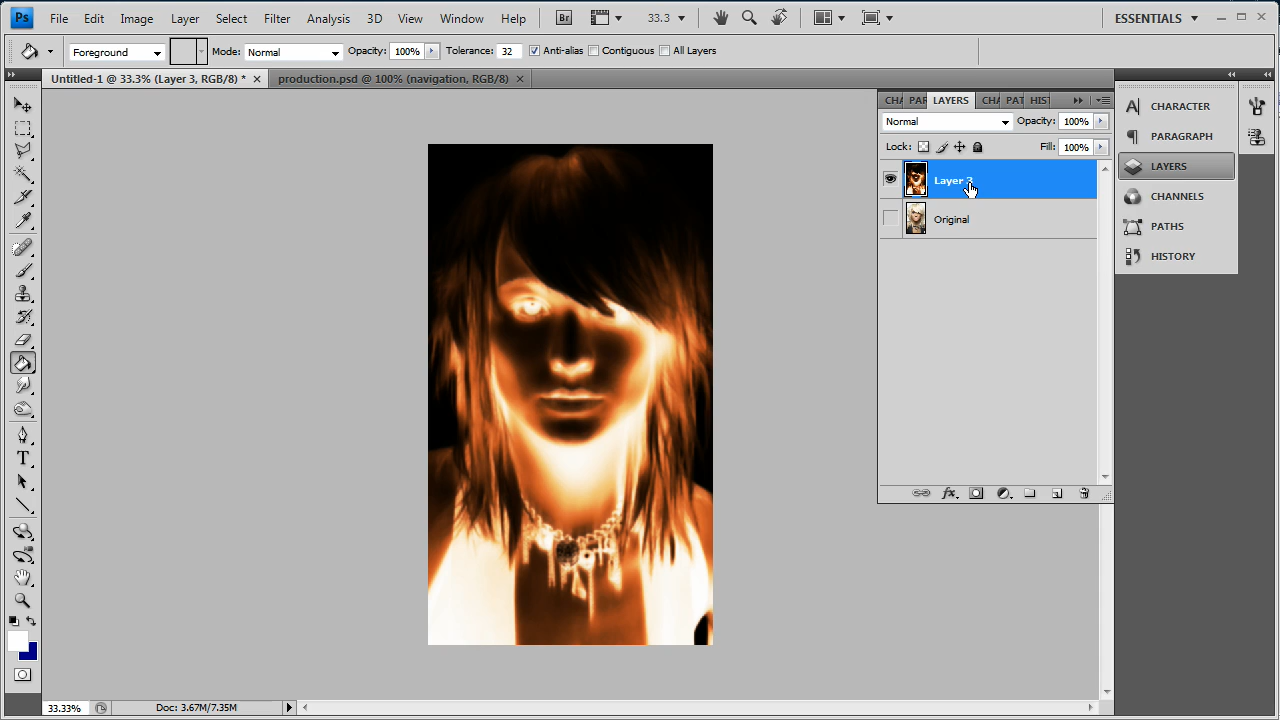 Ps File Edit Image Layer Select Filter Analysis 3D View Window Help Br 33.3 ESSENTIALS
Foreground Mode: Normal Opacity: 100% Tolerance: 32 Anti-alias Contiguous All Layers
Untitled-1 @ 33.3% (Layer 3, RGB/8) * production.psd @ 100% (navigation, RGB/8)
CHA PAR LAYERS CHA PAT HIST
Normal Opacity: 100%
Lock: Fill: 100%
Layer 3
Original
A CHARACTER
PARAGRAPH
LAYERS
CHANNELS
PATHS
HISTORY
fx
T
33.33% Doc: 3.67M/7.35M